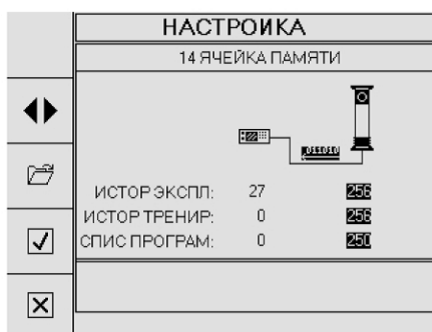 НАСТРОЙКА
14 ЯЧЕЙКА ПАМЯТИ
ИСТОР ЭКСПЛ: 27 256
ИСТОР ТРЕНИР: 0 256
СПИС ПРОГРАМ: 0 250